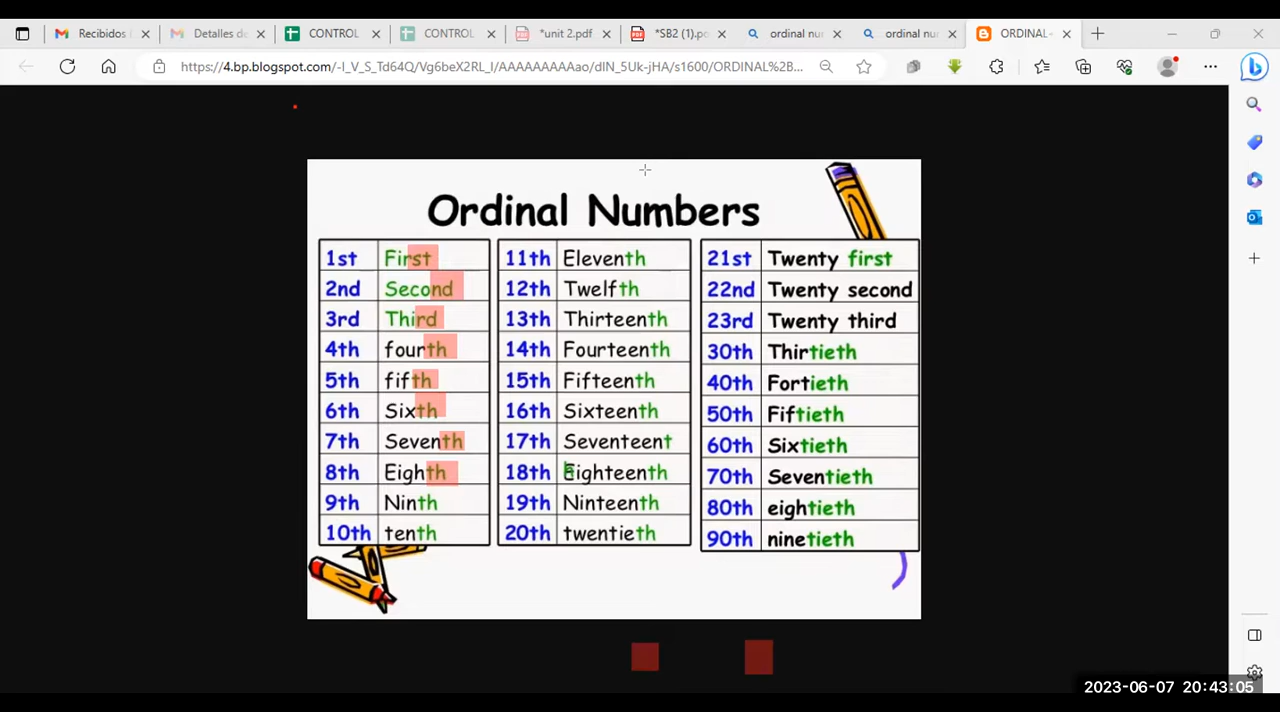 Recibidos
Detalles de
CONTROL
CONTROL
*unit 2.pdf
*SB2 (1).po
ordinal nu
ordinal nu
ORDINAL
https://4.bp.blogspot.com/-I_V_S_Td64Q/Vg6beX2RL_I/AAAAAAAAAao/dIN_5Uk-jHA/s1600/ORDINAL%2B...
Ordinal Numbers
1st First
2nd Second
3rd Third
4th fourth
5th fifth
6th Sixth
7th Seventh
8th Eighth
9th Ninth
10th tenth
11th Eleventh
12th Twelfth
13th Thirteenth
14th Fourteenth
15th Fifteenth
16th Sixteenth
17th Seventeent
h
18th Eighteenth
19th Ninteenth
20th twentieth
21st Twenty first
22nd Twenty second
23rd Twenty third
30th Thirtieth
40th Fortieth
50th Fiftieth
60th Sixtieth
70th Seventieth
80th eightieth
90th ninetieth
2023-06-07 20:43:05